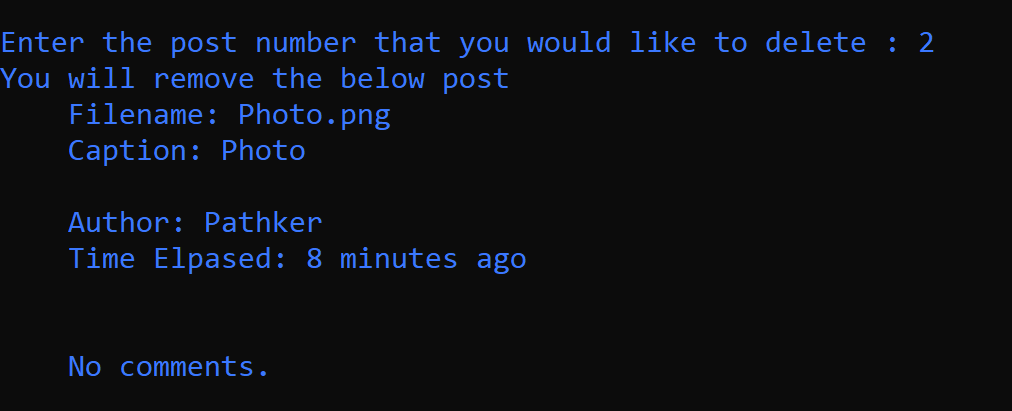 Enter the post number that you would like to delete : 2
You will remove the below post
Filename: Photo.png
Caption: Photo
Author: Pathker
Time Elpased: 8 minutes ago
No comments.